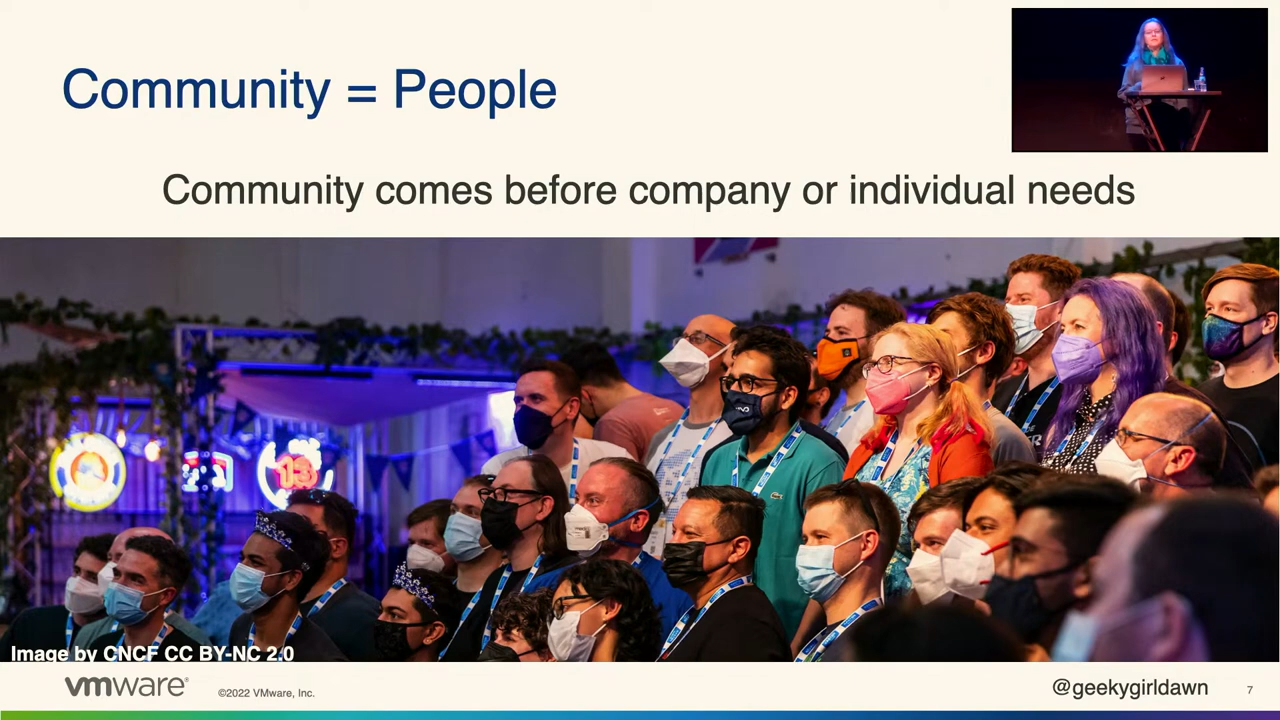 Community = People
Community comes before company or individual needs
13
Image by CNCF CC BY-NC 2.0
vmware®
©2022 VMware, Inc.
@geekygirldawn
7